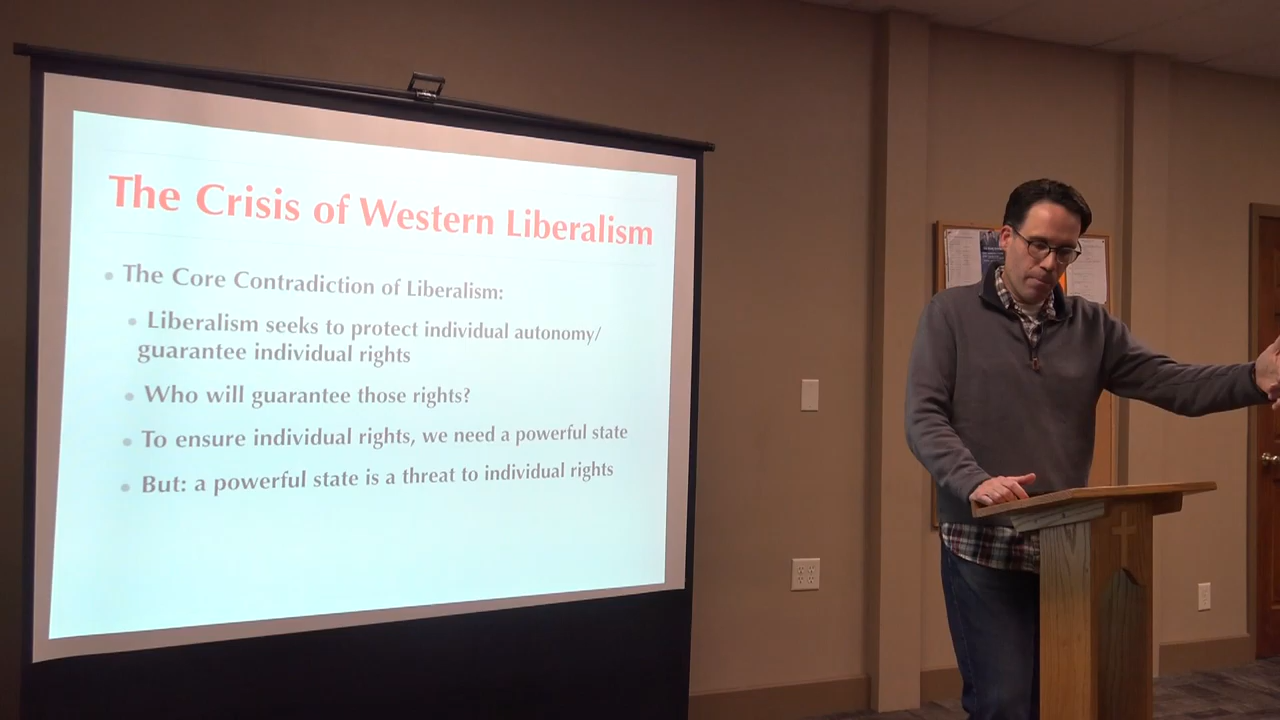 The Crisis of Western Liberalism
• The Core Contradiction of Liberalism:
• Liberalism seeks to protect individual autonomy/
guarantee individual rights
• Who will guarantee those rights?
• To ensure individual rights, we need a powerful state
• But: a powerful state is a threat to individual rights